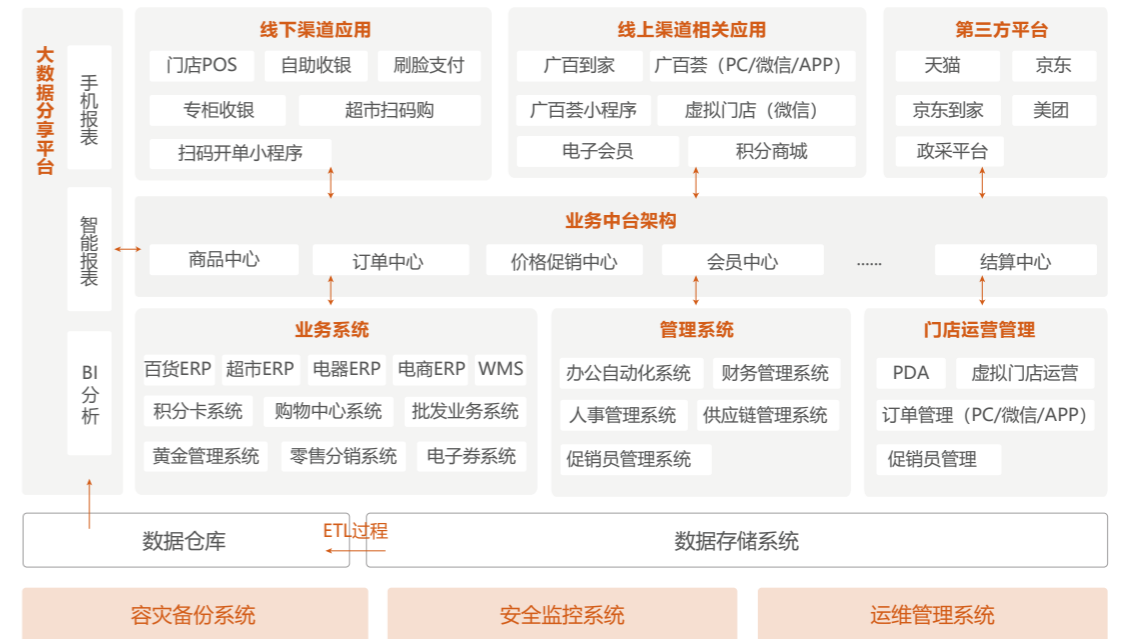 大数据分享平台
手机报表
智能报表
BI分析
线下渠道应用
门店POS 自助收银 刷脸支付
专柜收银 超市扫码购
扫码开单小程序
线上渠道相关应用
广百到家 广百荟（PC/微信/APP）
广百荟小程序 虚拟门店（微信）
电子会员 积分商城
第三方平台
天猫 京东
京东到家 美团
政采平台
业务中台架构
商品中心 订单中心 价格促销中心 会员中心 ...... 结算中心
业务系统
百货ERP 超市ERP 电器ERP 电商ERP WMS
积分卡系统 购物中心系统 批发业务系统
黄金管理系统 零售分销系统 电子券系统
管理系统
办公自动化系统 财务管理系统
人事管理系统 供应链管理系统
促销员管理系统
门店运营管理
PDA 虚拟门店运营
订单管理（PC/微信/APP）
促销员管理
数据仓库 ETL过程 数据存储系统
容灾备份系统 安全监控系统 运维管理系统